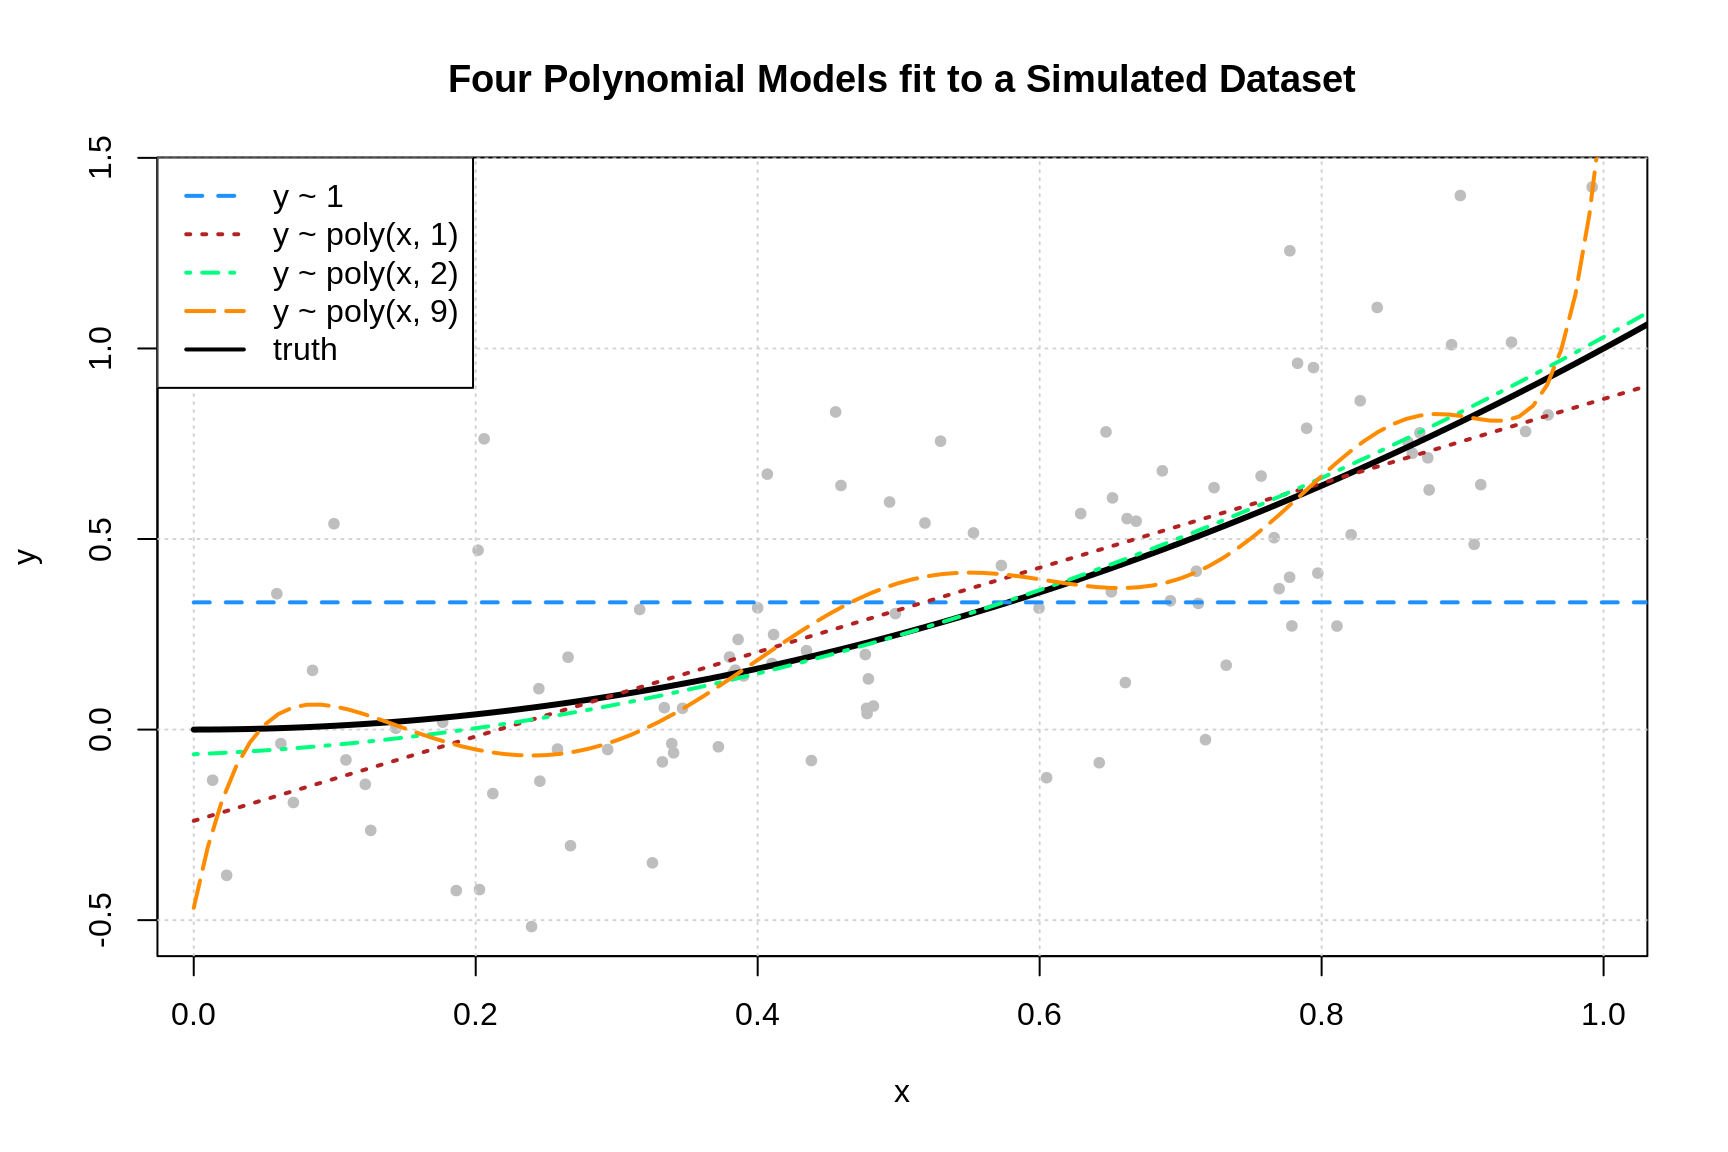 Four Polynomial Models fit to a Simulated Dataset
y ~ 1
y ~ poly(x, 1)
y ~ poly(x, 2)
y ~ poly(x, 9)
truth
y
1.5
1.0
0.5
0.0
-0.5
0.0 0.2 0.4 0.6 0.8 1.0
x